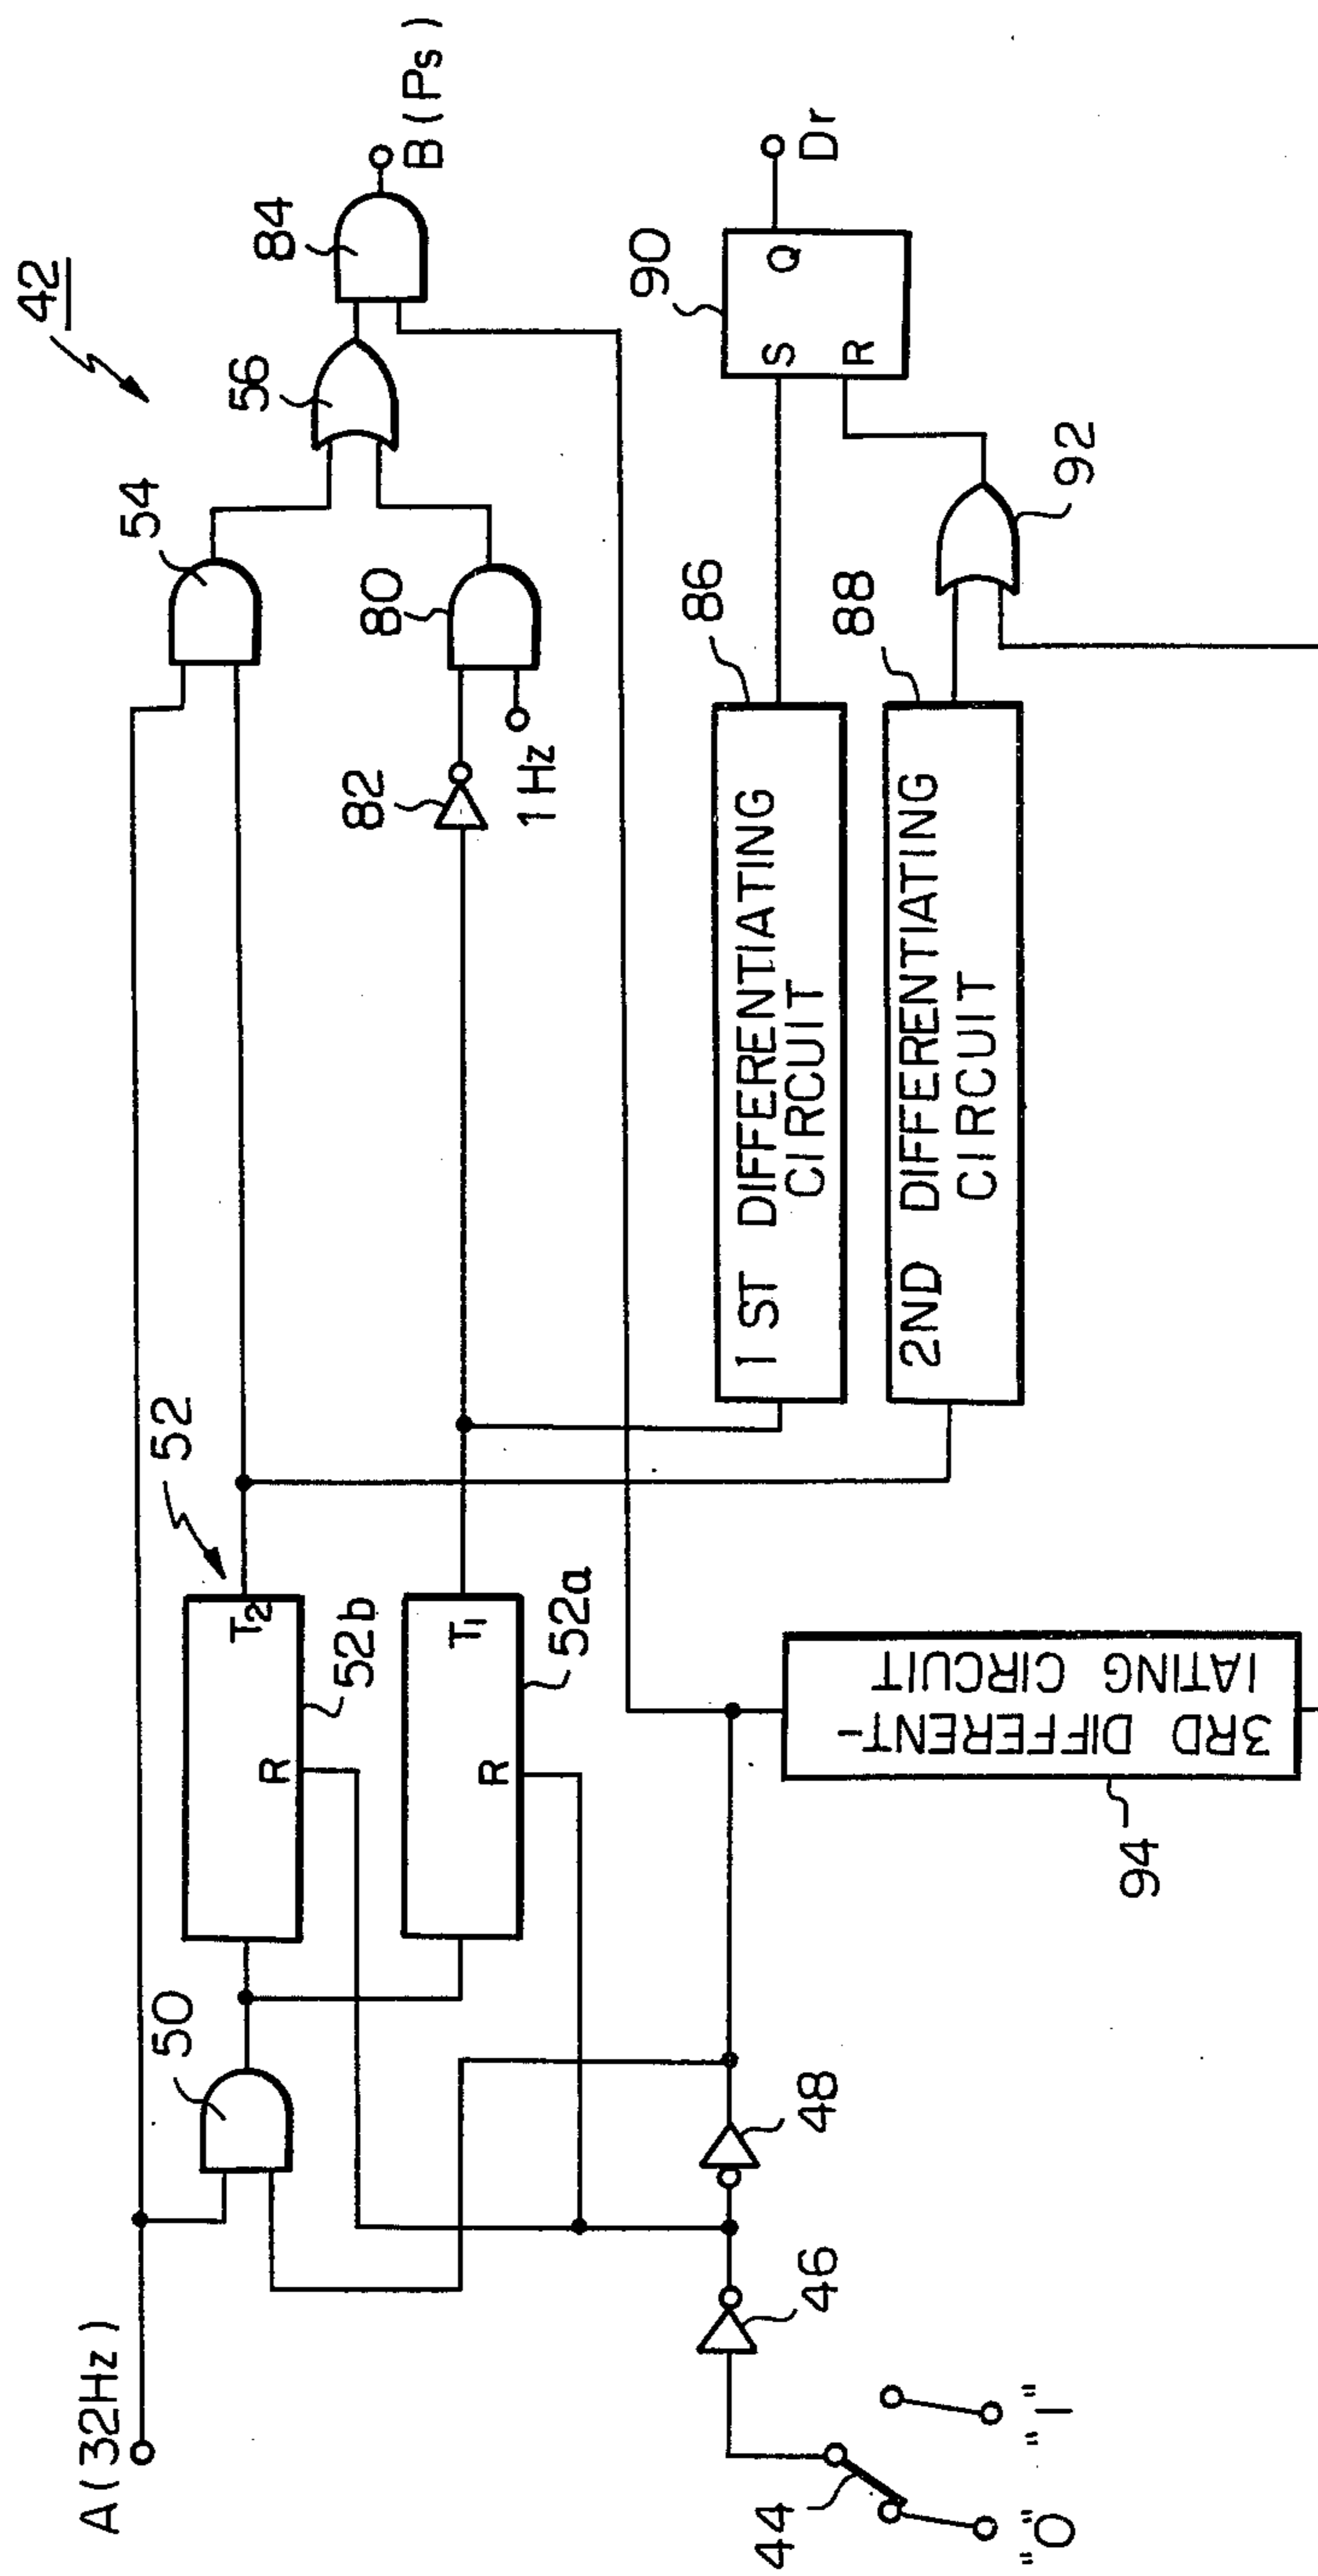 42
A (32Hz)
50
52
T2
R
52b
T1
R
52a
54
56
84
B (Ps)
82
80
1 Hz
44
"0"
"1"
46
48
1 ST DIFFERENTIATING
CIRCUIT
86
2ND DIFFERENTIATING
CIRCUIT
88
90
S
Q
R
Dr
92
3RD DIFFERENT-
IATING CIRCUIT
94